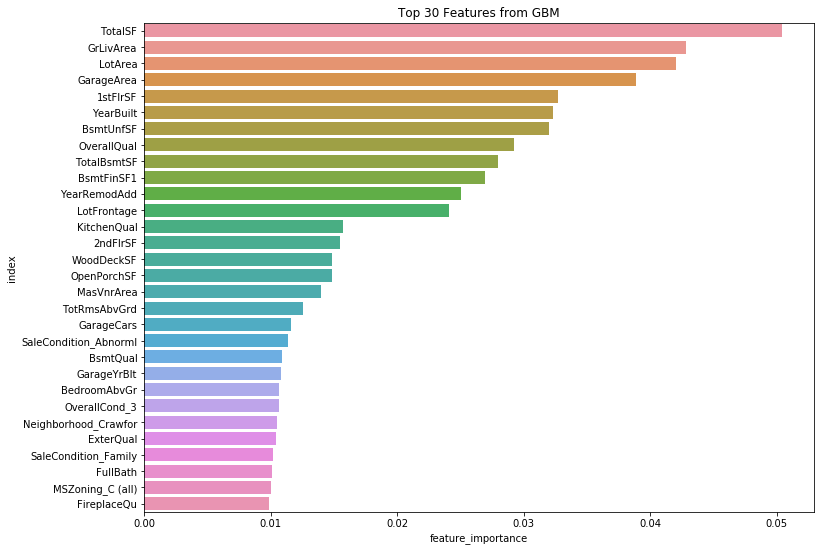 Top 30 Features from GBM
TotalSF
GrLivArea
LotArea
GarageArea
1stFlrSF
YearBuilt
BsmtUnfSF
OverallQual
TotalBsmtSF
BsmtFinSF1
YearRemodAdd
LotFrontage
KitchenQual
2ndFlrSF
WoodDeckSF
OpenPorchSF
MasVnrArea
TotRmsAbvGrd
GarageCars
SaleCondition_Abnorml
BsmtQual
GarageYrBlt
BedroomAbvGr
OverallCond_3
Neighborhood_Crawfor
ExterQual
SaleCondition_Family
FullBath
MSZoning_C (all)
FireplaceQu
index
0.00 0.01 0.02 0.03 0.04 0.05
feature_importance